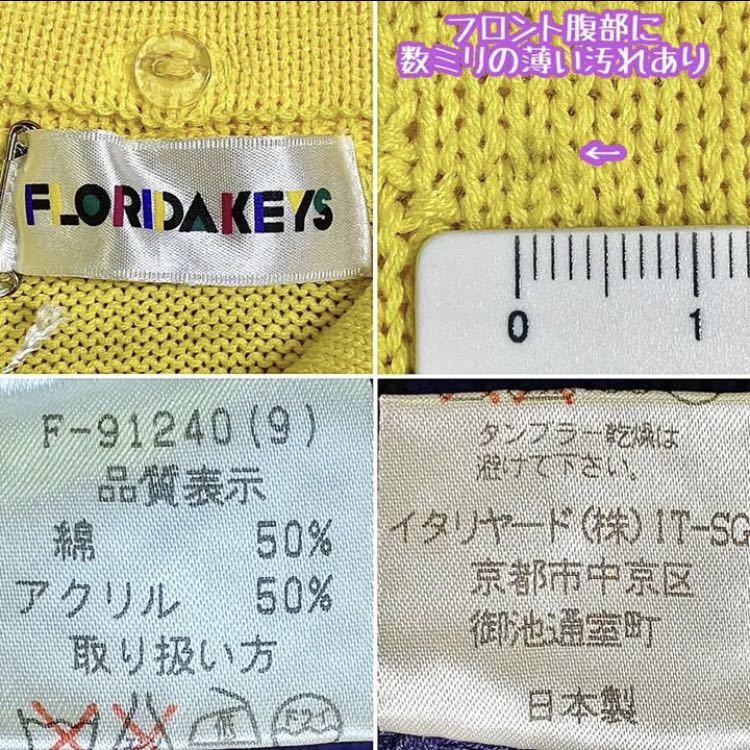 FLORIDAKEYS
フロント腹部に
数ミリの薄い汚れあり
←
0 1
F-91240(9)
品質表示
綿 50%
アクリル 50%
取り扱い方
タンブラー乾燥は
避けて下さい。
イタリヤード(株)IT-SG
京都市中京区
御池通室町
日本製